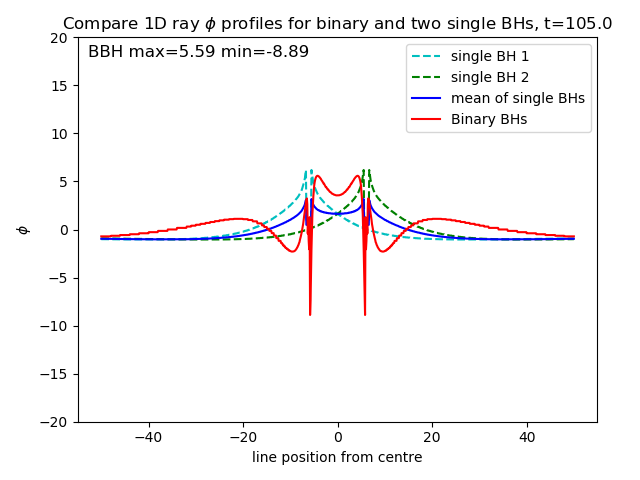 Compare 1D ray ϕ profiles for binary and two single BHs, t=105.0
BBH max=5.59 min=-8.89
single BH 1
single BH 2
mean of single BHs
Binary BHs
20
15
10
5
0
−5
−10
−15
−20
ϕ
−40
−20
0
20
40
line position from centre